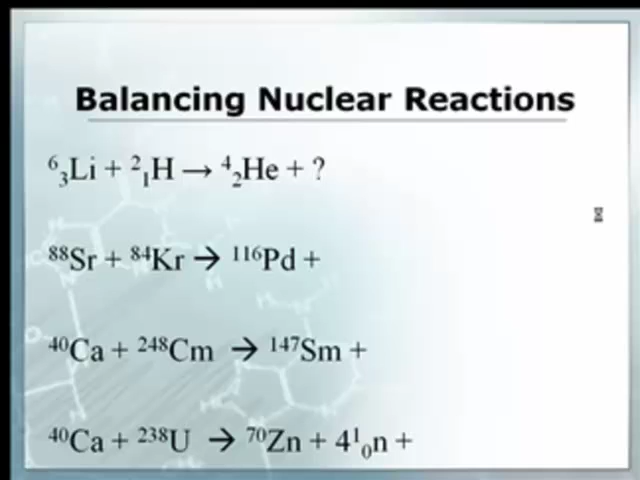 Balancing Nuclear Reactions
⁶₃Li + ²₁H → ⁴₂He + ?
⁸⁸Sr + ⁸⁴Kr → ¹¹⁶Pd +
⁴⁰Ca + ²⁴⁸Cm → ¹⁴⁷Sm +
⁴⁰Ca + ²³⁸U → ⁷⁰Zn + 4¹₀n +